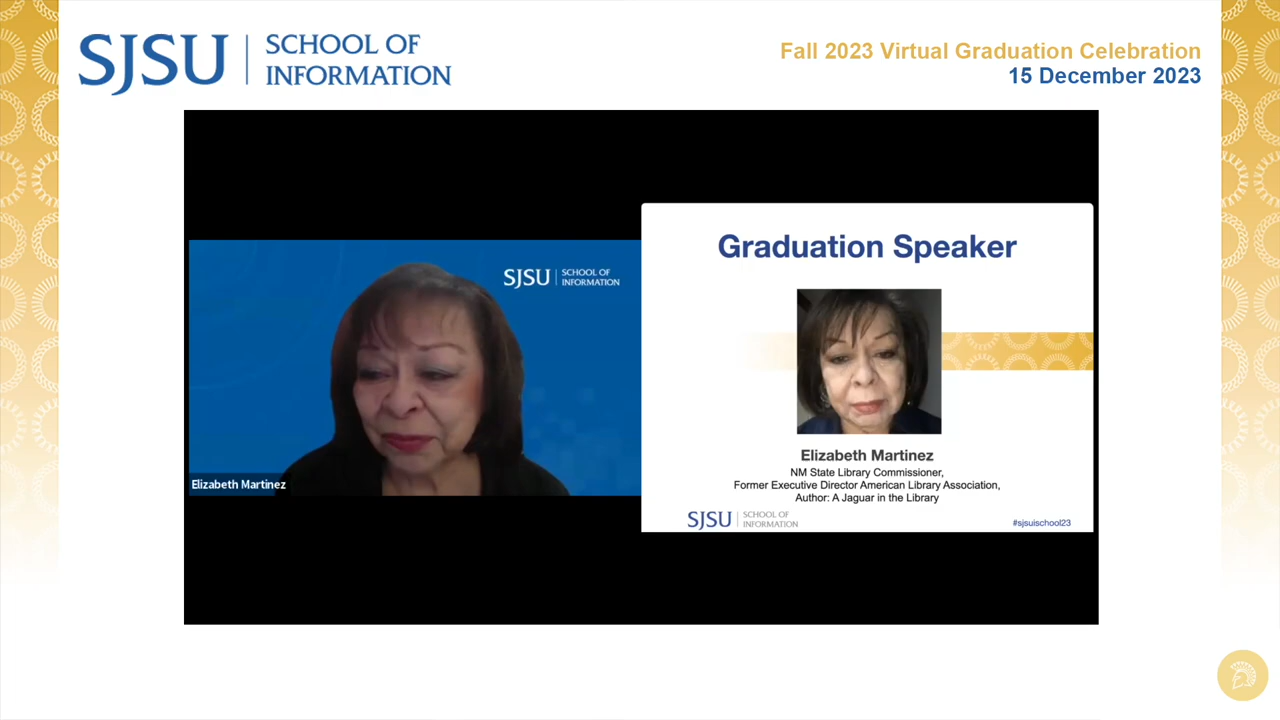 SJSU
SCHOOL OF
INFORMATION
Fall 2023 Virtual Graduation Celebration
15 December 2023
SJSU
SCHOOL OF
INFORMATION
Elizabeth Martinez
Graduation Speaker
Elizabeth Martinez
NM State Library Commissioner,
Former Executive Director American Library Association,
Author: A Jaguar in the Library
SJSU
SCHOOL OF
INFORMATION
#sjsuischool23